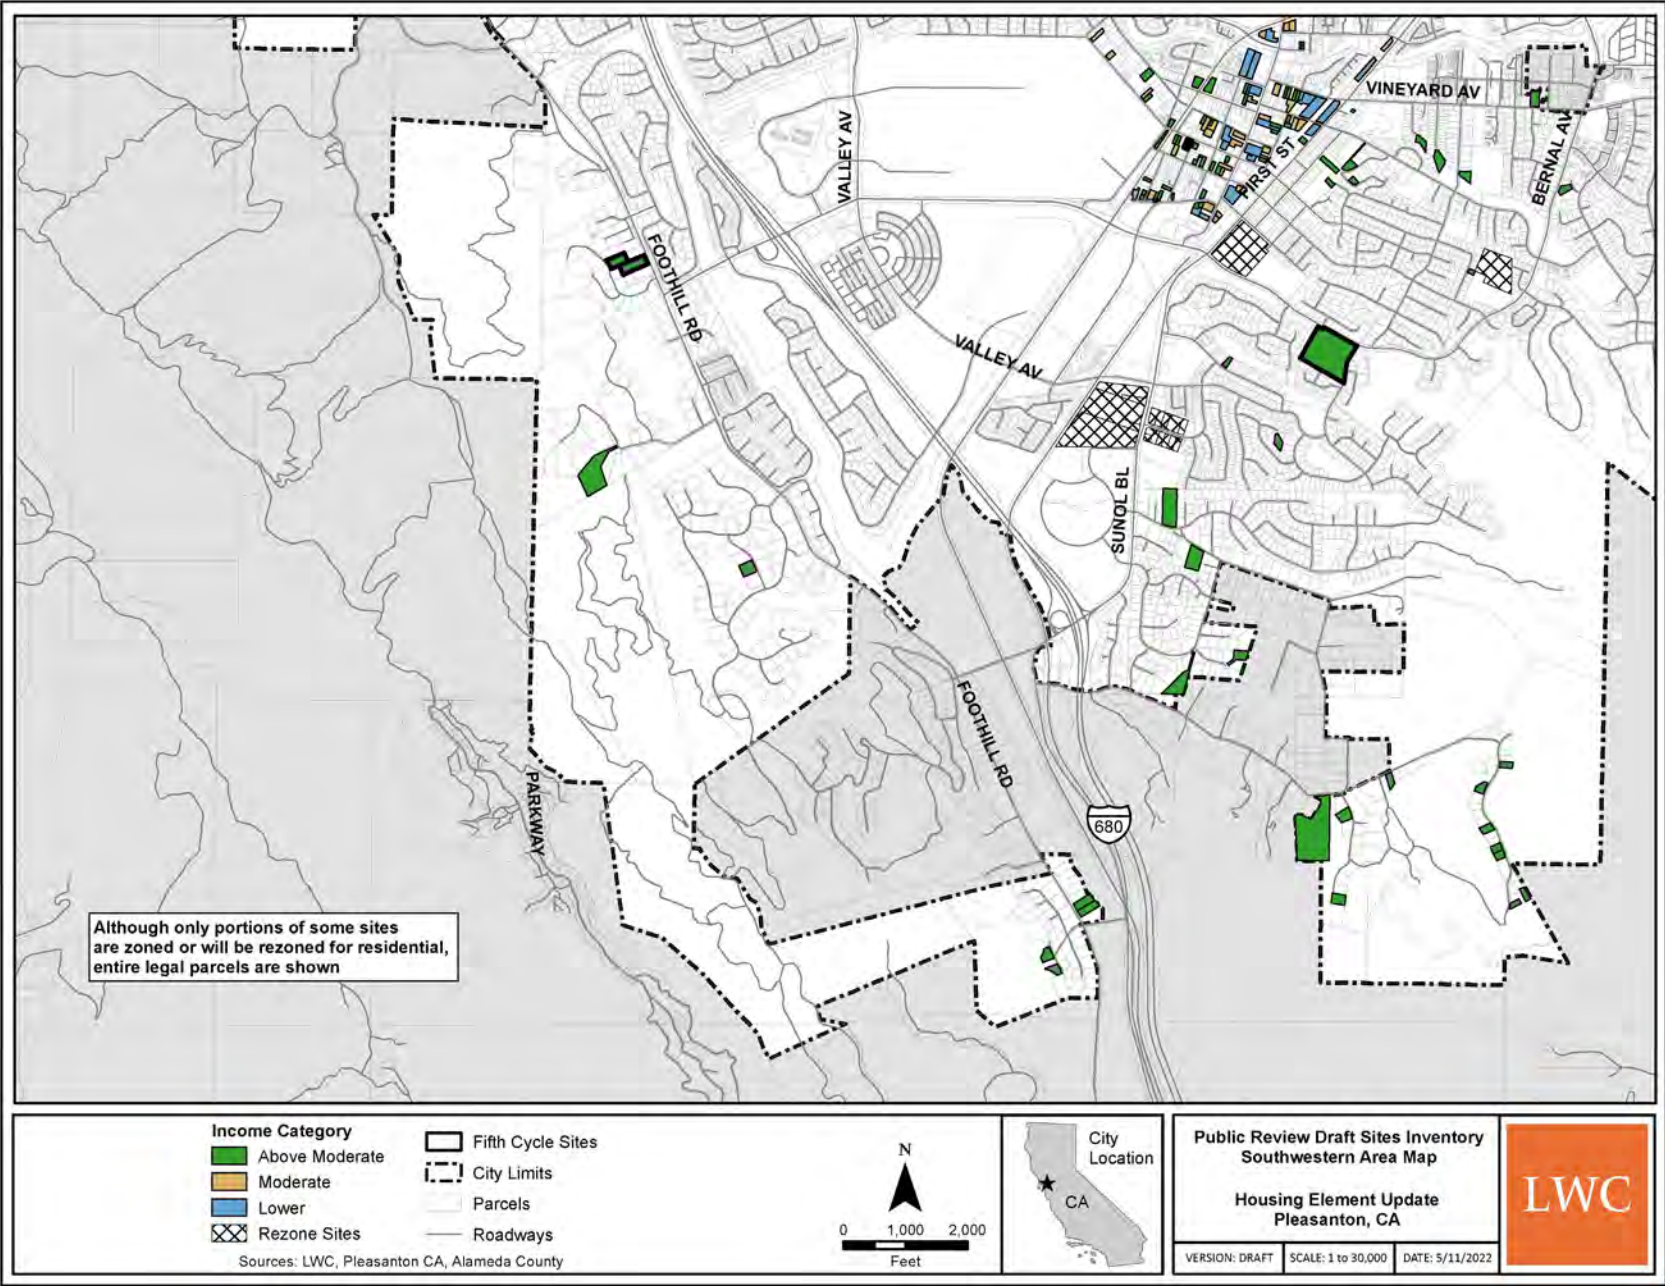 VINEYARD AV
VALLEY AV
FIRST ST
BERNAL AV
FOOTHILL RD
VALLEY AV
SUNOL BL
FOOTHILL RD
PARKWAY
680
Although only portions of some sites
are zoned or will be rezoned for residential,
entire legal parcels are shown
Income Category
Above Moderate
Moderate
Lower
Rezone Sites
Fifth Cycle Sites
City Limits
Parcels
Roadways
Sources: LWC, Pleasanton CA, Alameda County
N
0 1,000 2,000
Feet
City
Location
CA
Public Review Draft Sites Inventory
Southwestern Area Map
Housing Element Update
Pleasanton, CA
VERSION: DRAFT
SCALE: 1 to 30,000
DATE: 5/11/2022
LWC